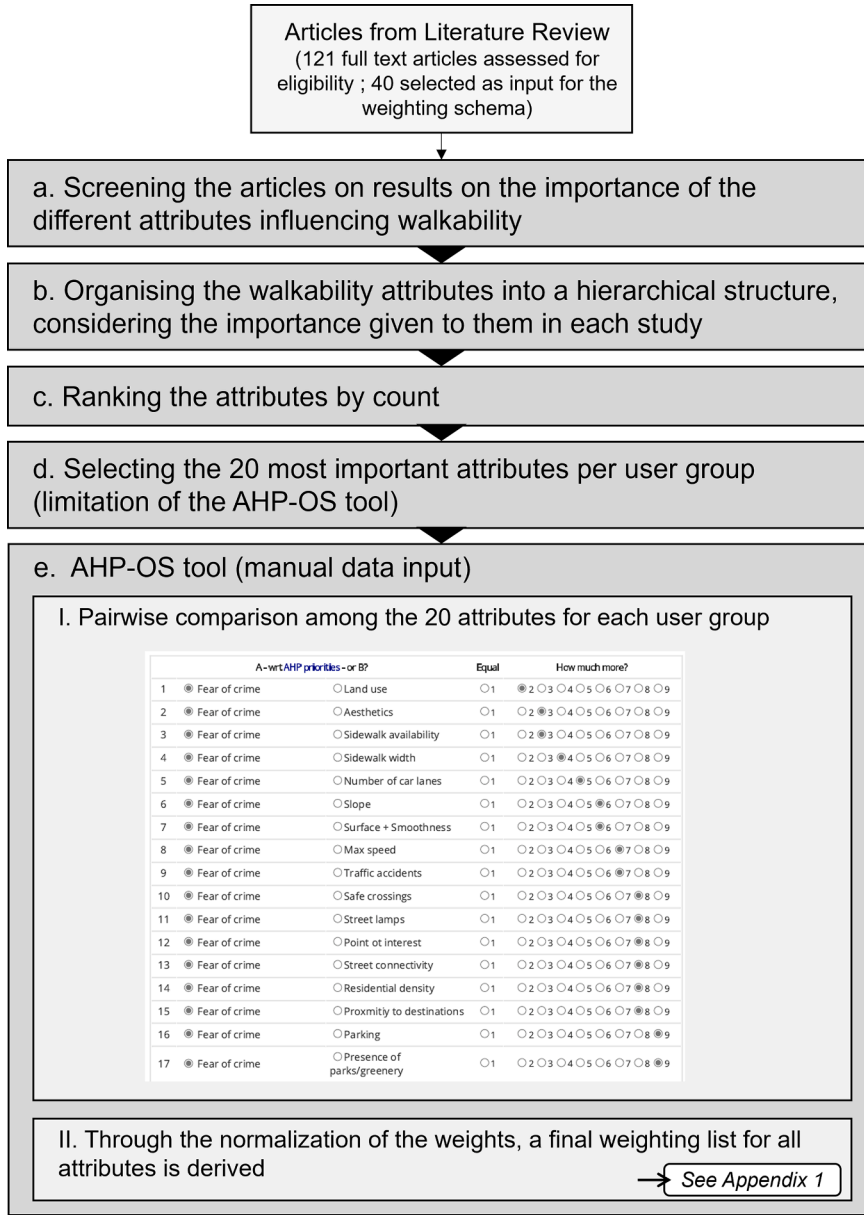 Articles from Literature Review
(121 full text articles assessed for
eligibility ; 40 selected as input for the
weighting schema)
a. Screening the articles on results on the importance of the
different attributes influencing walkability
b. Organising the walkability attributes into a hierarchical structure,
considering the importance given to them in each study
c. Ranking the attributes by count
d. Selecting the 20 most important attributes per user group
(limitation of the AHP-OS tool)
e. AHP-OS tool (manual data input)
I. Pairwise comparison among the 20 attributes for each user group
A - wrt AHP priorities - or B? Equal How much more?
1 Fear of crime Land use 1 2 3 4 5 6 7 8 9
2 Fear of crime Aesthetics 1 2 3 4 5 6 7 8 9
3 Fear of crime Sidewalk availability 1 2 3 4 5 6 7 8 9
4 Fear of crime Sidewalk width 1 2 3 4 5 6 7 8 9
5 Fear of crime Number of car lanes 1 2 3 4 5 6 7 8 9
6 Fear of crime Slope 1 2 3 4 5 6 7 8 9
7 Fear of crime Surface + Smoothness 1 2 3 4 5 6 7 8 9
8 Fear of crime Max speed 1 2 3 4 5 6 7 8 9
9 Fear of crime Traffic accidents 1 2 3 4 5 6 7 8 9
10 Fear of crime Safe crossings 1 2 3 4 5 6 7 8 9
11 Fear of crime Street lamps 1 2 3 4 5 6 7 8 9
12 Fear of crime Point ot interest 1 2 3 4 5 6 7 8 9
13 Fear of crime Street connectivity 1 2 3 4 5 6 7 8 9
14 Fear of crime Residential density 1 2 3 4 5 6 7 8 9
15 Fear of crime Proxmitiy to destinations 1 2 3 4 5 6 7 8 9
16 Fear of crime Parking 1 2 3 4 5 6 7 8 9
17 Fear of crime Presence of 1 2 3 4 5 6 7 8 9
parks/greenery
II. Through the normalization of the weights, a final weighting list for all
attributes is derived
See Appendix 1